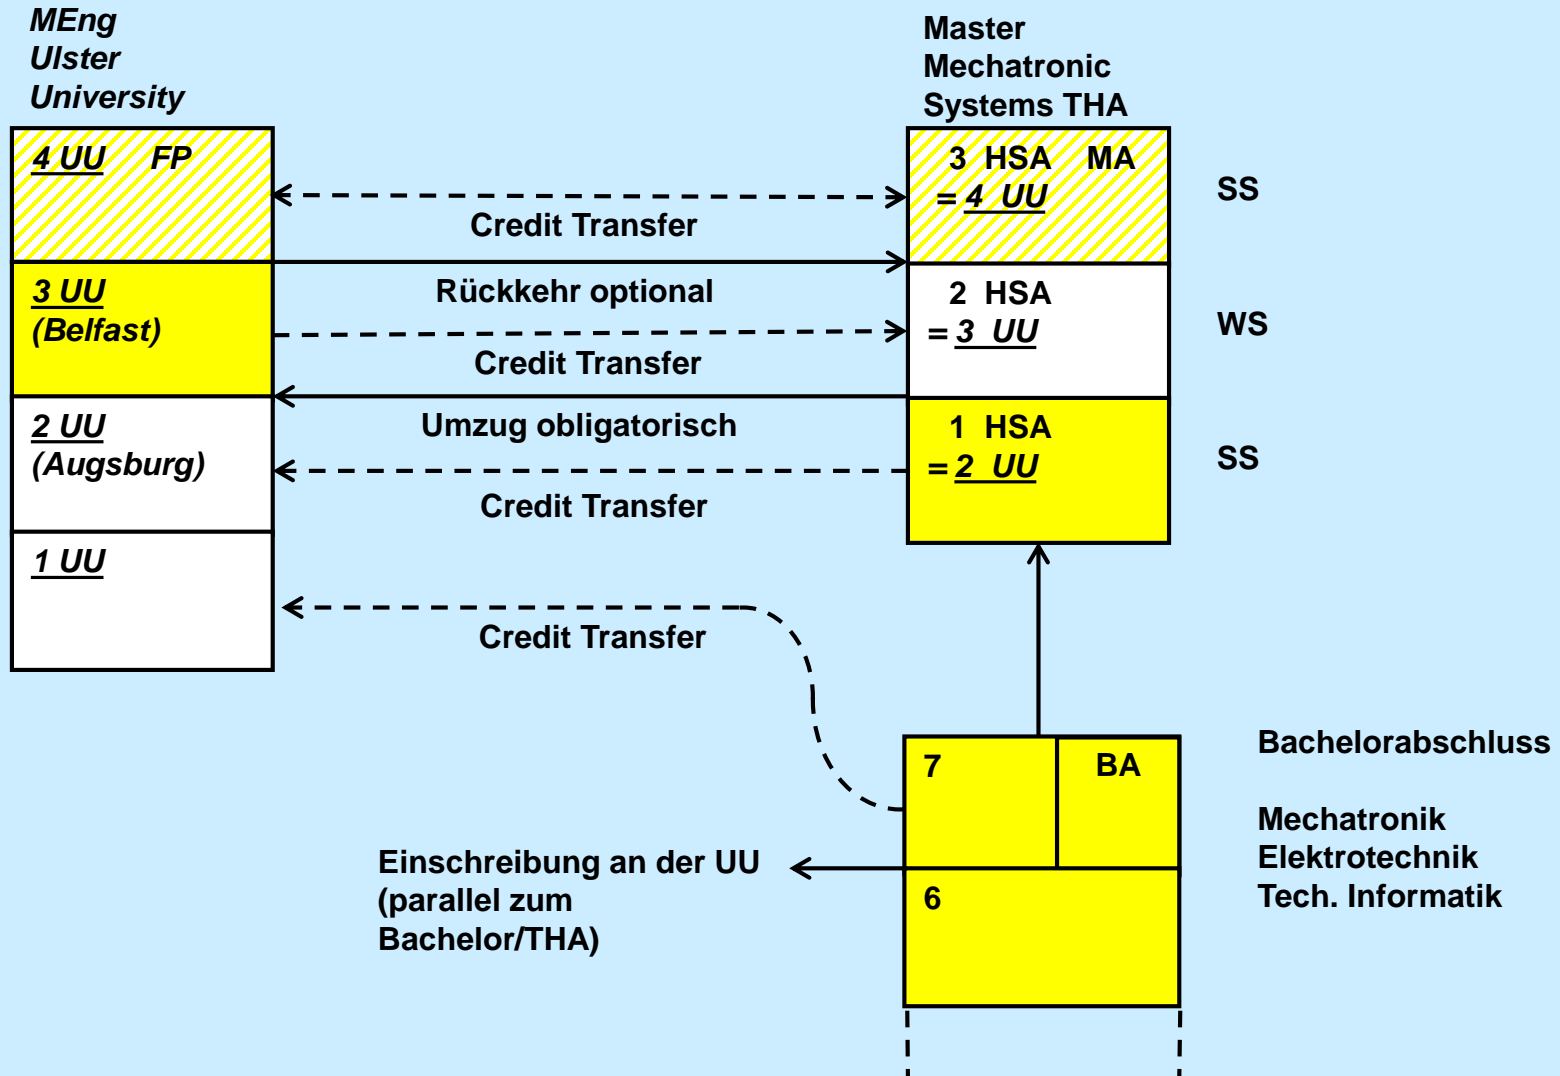 MEng
Ulster
University
Master
Mechatronic
Systems THA
4 UU FP
3 HSA MA
= 4 UU
SS
Credit Transfer
3 UU
(Belfast)
Rückkehr optional
2 HSA
= 3 UU
WS
Credit Transfer
2 UU
(Augsburg)
Umzug obligatorisch
1 HSA
= 2 UU
SS
Credit Transfer
1 UU
Credit Transfer
7 BA
Bachelorabschluss
Mechatronik
Elektrotechnik
Tech. Informatik
Einschreibung an der UU
(parallel zum
Bachelor/THA)
6